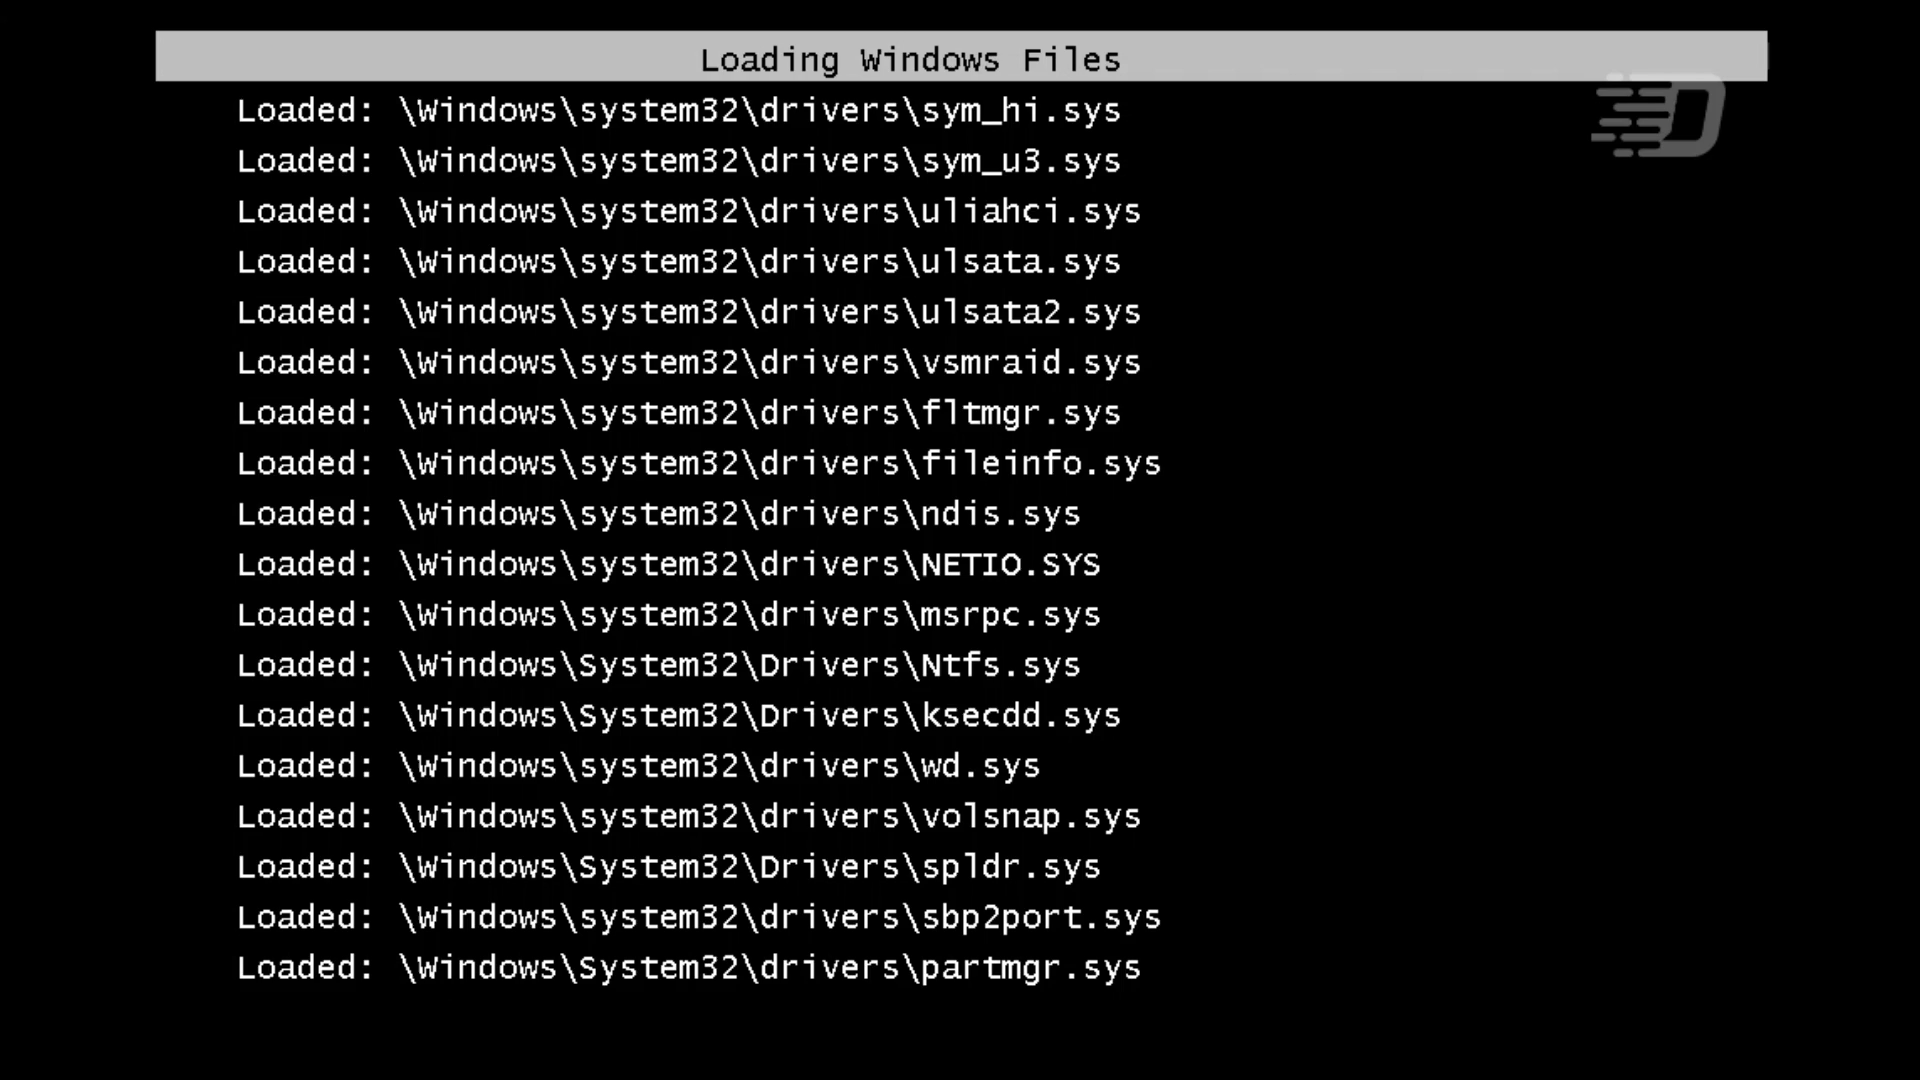 Loading Windows Files
Loaded: \Windows\system32\drivers\sym_hi.sys
Loaded: \Windows\system32\drivers\sym_u3.sys
Loaded: \Windows\system32\drivers\uliahci.sys
Loaded: \Windows\system32\drivers\ulsata.sys
Loaded: \Windows\system32\drivers\ulsata2.sys
Loaded: \Windows\system32\drivers\vsmraid.sys
Loaded: \Windows\system32\drivers\fltmgr.sys
Loaded: \Windows\system32\drivers\fileinfo.sys
Loaded: \Windows\system32\drivers\ndis.sys
Loaded: \Windows\system32\drivers\NETIO.SYS
Loaded: \Windows\system32\drivers\msrpc.sys
Loaded: \Windows\System32\Drivers\Ntfs.sys
Loaded: \Windows\System32\Drivers\ksecdd.sys
Loaded: \Windows\system32\drivers\wd.sys
Loaded: \Windows\system32\drivers\volsnap.sys
Loaded: \Windows\System32\Drivers\spldr.sys
Loaded: \Windows\system32\drivers\sbp2port.sys
Loaded: \Windows\System32\drivers\partmgr.sys
D